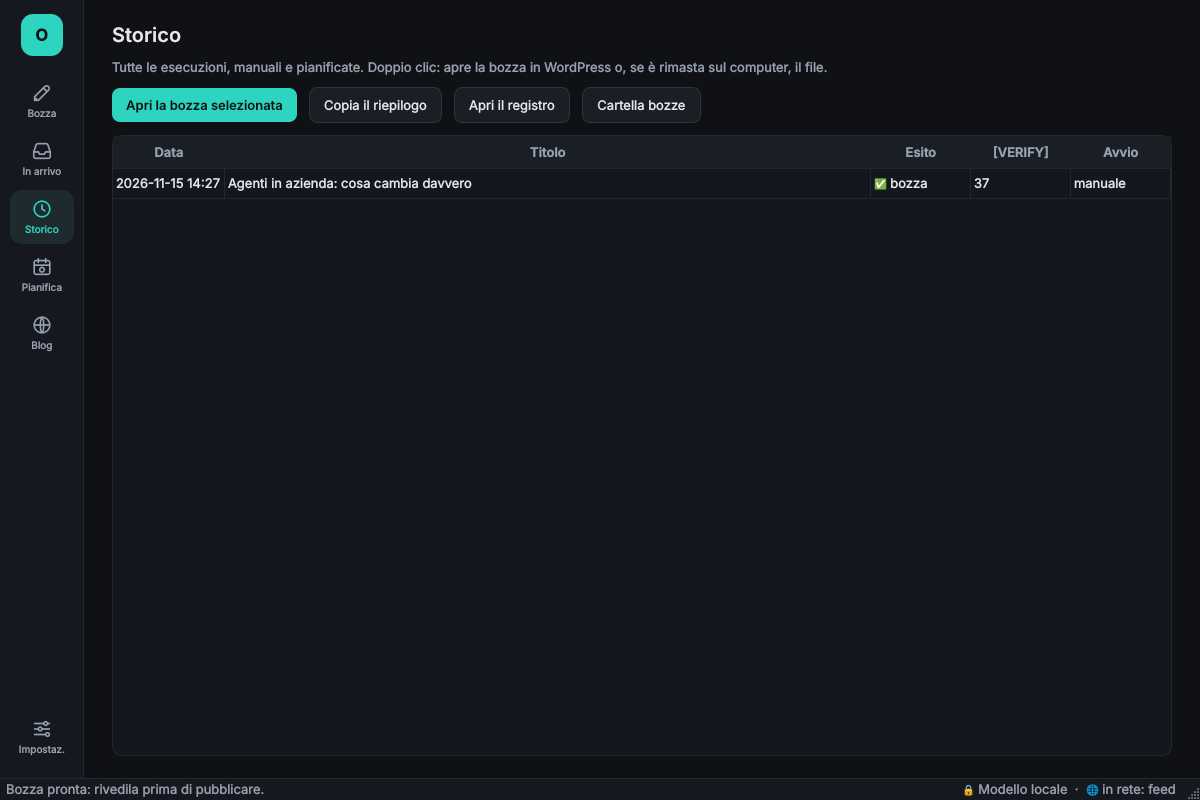 O
Bozza
In arrivo
Storico
Pianifica
Blog
Impostaz.
Storico
Tutte le esecuzioni, manuali e pianificate. Doppio clic: apre la bozza in WordPress o, se è rimasta sul computer, il file.
Apri la bozza selezionata Copia il riepilogo Apri il registro Cartella bozze
Data Titolo Esito [VERIFY] Avvio
2026-11-15 14:27 Agenti in azienda: cosa cambia davvero ✅ bozza 37 manuale
Bozza pronta: rivedila prima di pubblicare. 🔒 Modello locale · 🌐 in rete: feed